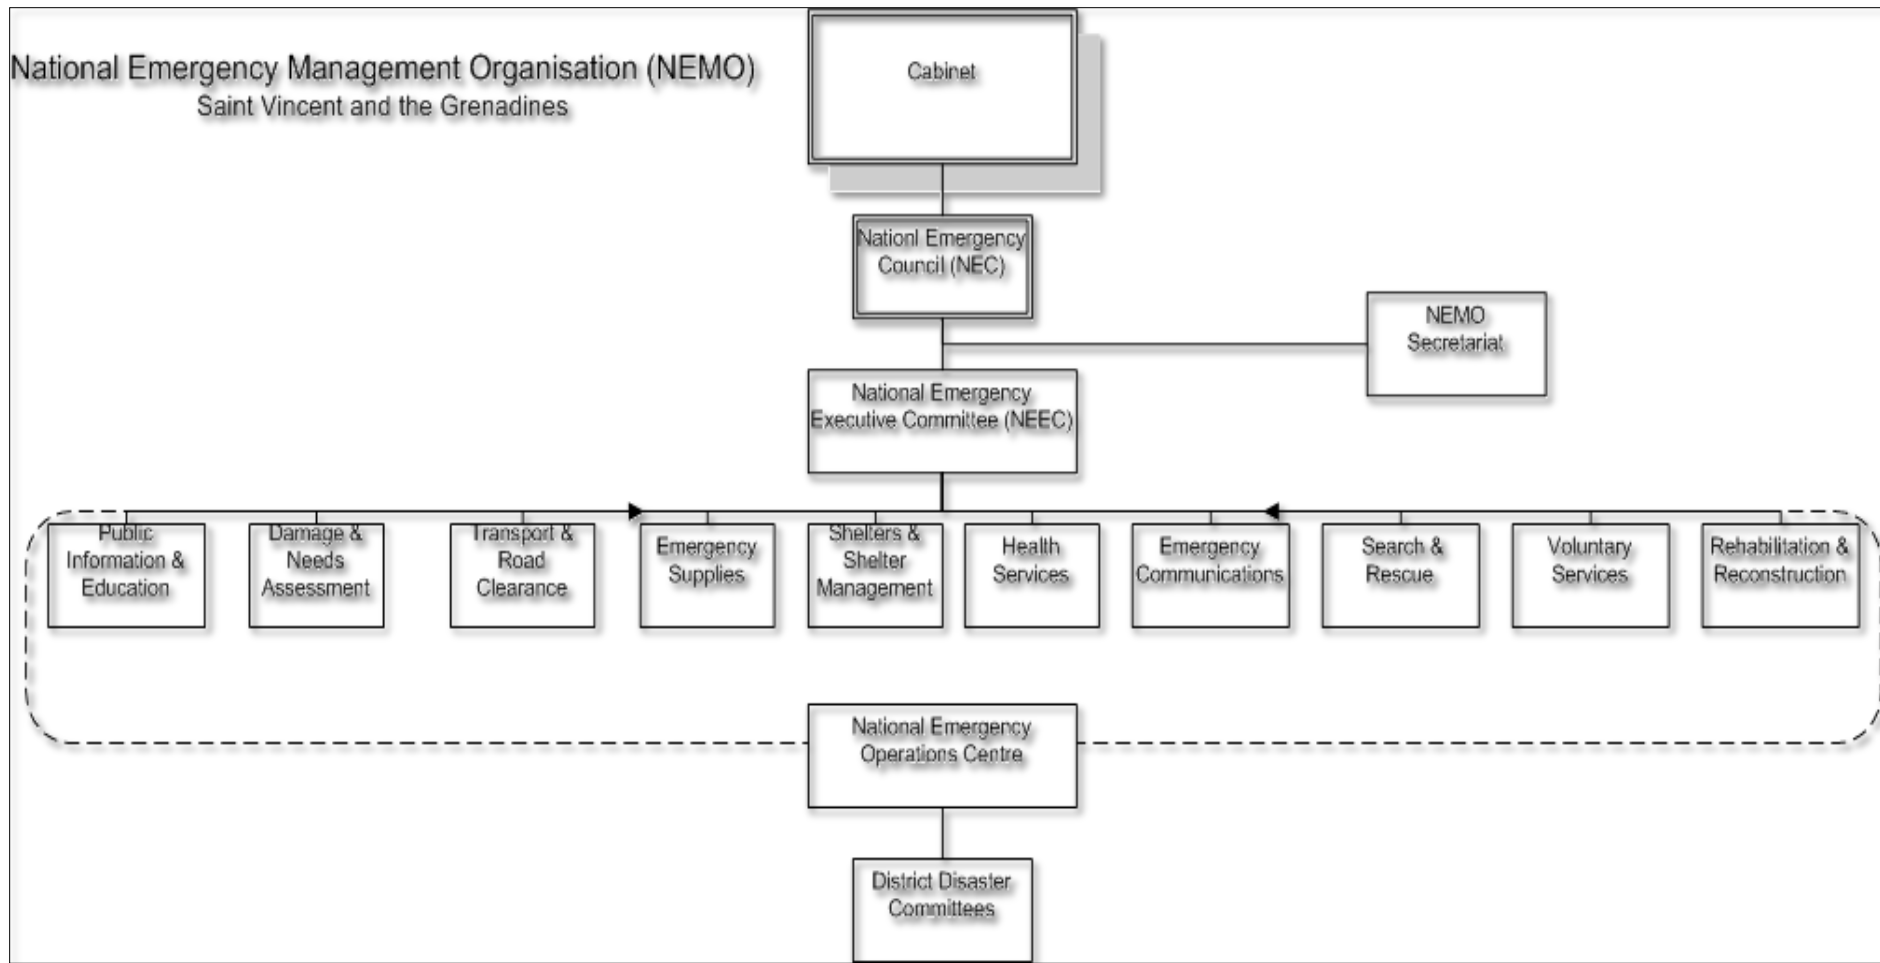 National Emergency Management Organisation (NEMO)
Saint Vincent and the Grenadines
Cabinet
Nationl Emergency
Council (NEC)
NEMO
Secretariat
National Emergency
Executive Committee (NEEC)
Public
Information &
Education
Damage &
Needs
Assessment
Transport &
Road
Clearance
Emergency
Supplies
Shelters &
Shelter
Management
Health
Services
Emergency
Communications
Search &
Rescue
Voluntary
Services
Rehabilitation &
Reconstruction
National Emergency
Operations Centre
District Disaster
Committees